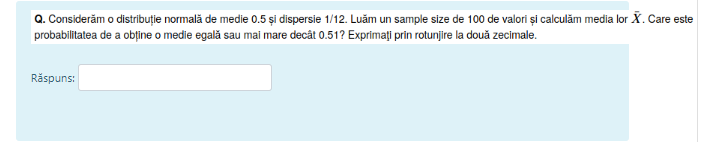 Q. Considerăm o distribuție normală de medie 0.5 și dispersie 1/12. Luăm un sample size de 100 de valori și calculăm media lor X̄. Care este
probabilitatea de a obține o medie egală sau mai mare decât 0.51? Exprimați prin rotunjire la două zecimale.
Răspuns: